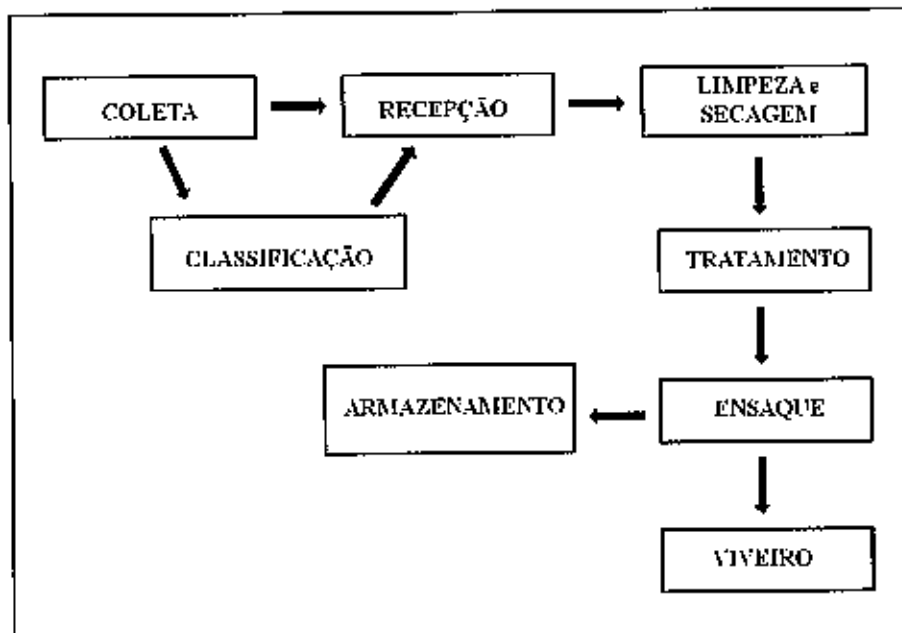 COLETA
RECEPÇÃO
LIMPEZA e
SECAGEM
CLASSIFICAÇÃO
TRATAMENTO
ARMAZENAMENTO
ENSAQUE
VIVEIRO